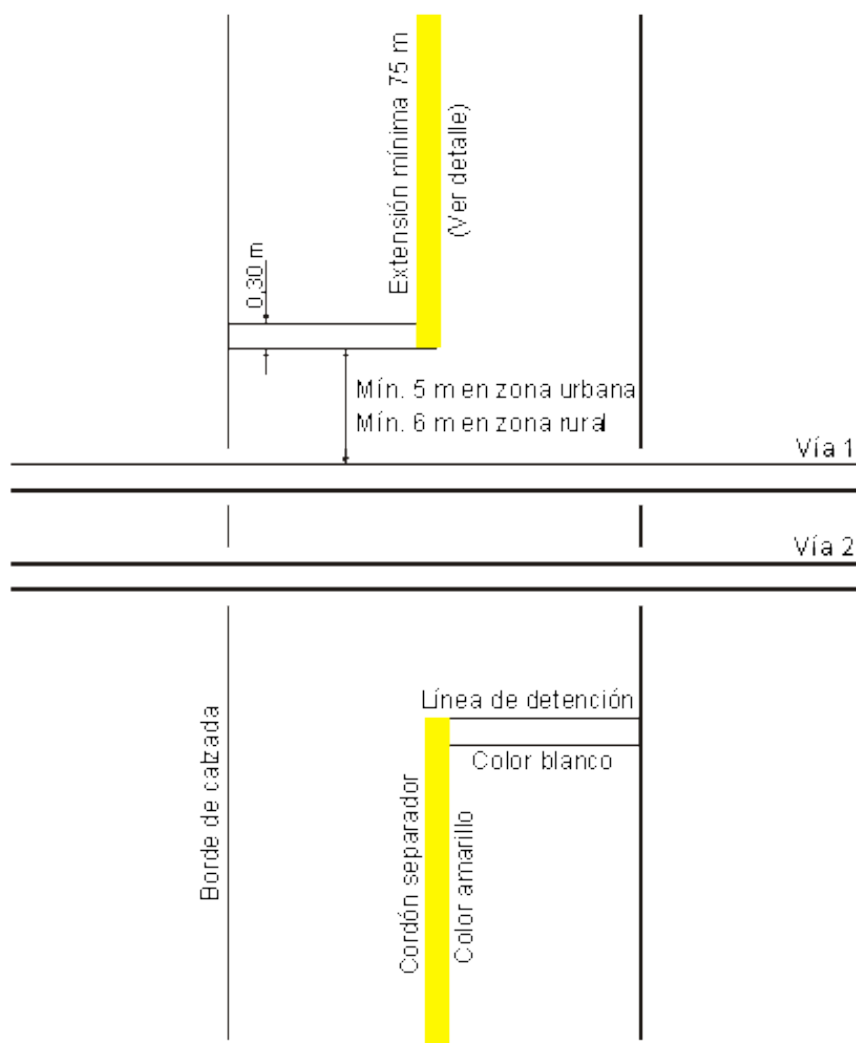 Extensión mínima 75 m
(Ver detalle)
0,30 m
Mín. 5 m en zona urbana
Mín. 6 m en zona rural
Vía 1
Vía 2
Línea de detención
Color blanco
Borde de calzada
Cordón separador
Color amarillo